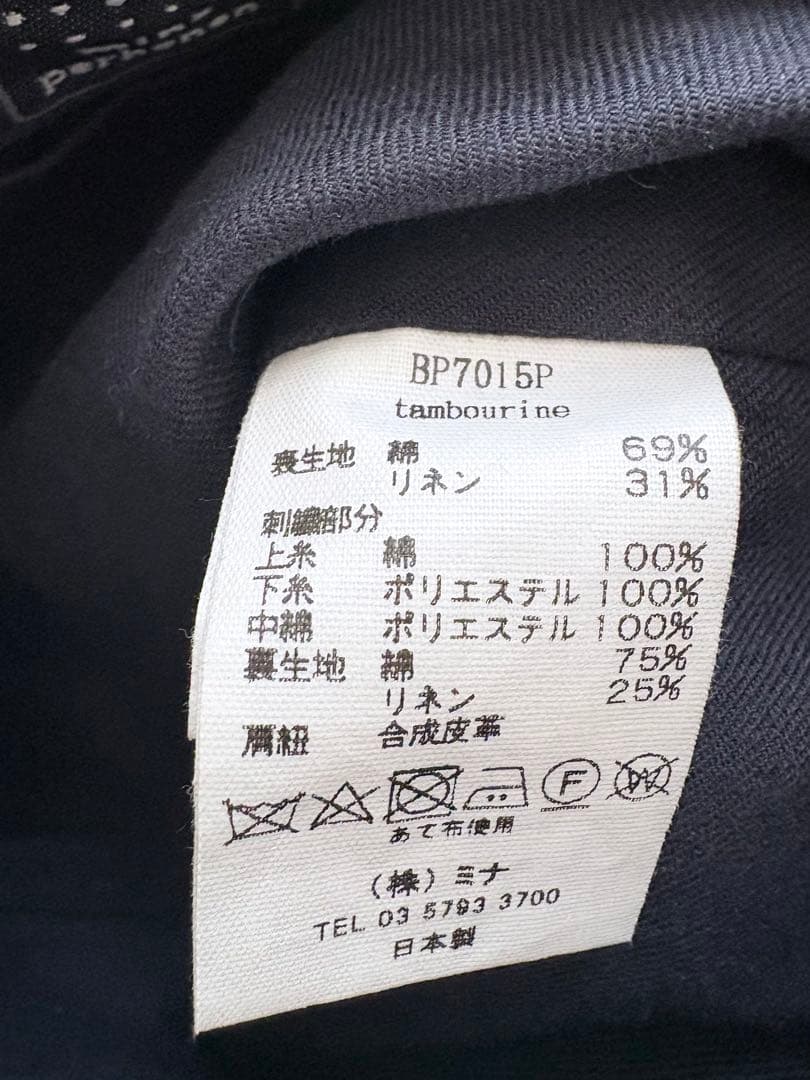 perhonen
BP7015P
tambourine
表生地 綿 69%
リネン 31%
刺繍部分
上糸 綿 100%
下糸 ポリエステル 100%
中綿 ポリエステル 100%
裏生地 綿 75%
リネン 25%
肩紐 合成皮革
F W
あて布使用
(株)ミナ
TEL 03 5793 3700
日本製